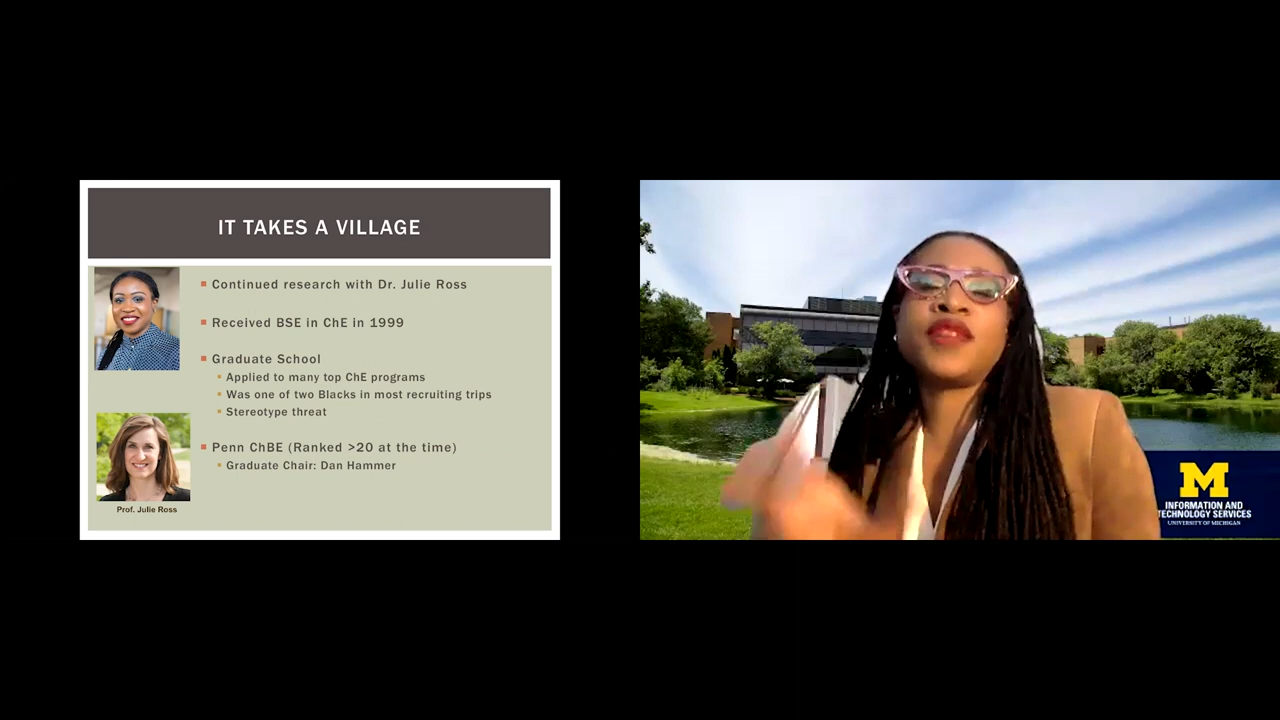 IT TAKES A VILLAGE
Continued research with Dr. Julie Ross
Received BSE in ChE in 1999
Graduate School
Applied to many top ChE programs
Was one of two Blacks in most recruiting trips
Stereotype threat
Penn ChBE (Ranked >20 at the time)
Graduate Chair: Dan Hammer
Prof. Julie Ross
M
INFORMATION AND
TECHNOLOGY SERVICES
UNIVERSITY OF MICHIGAN